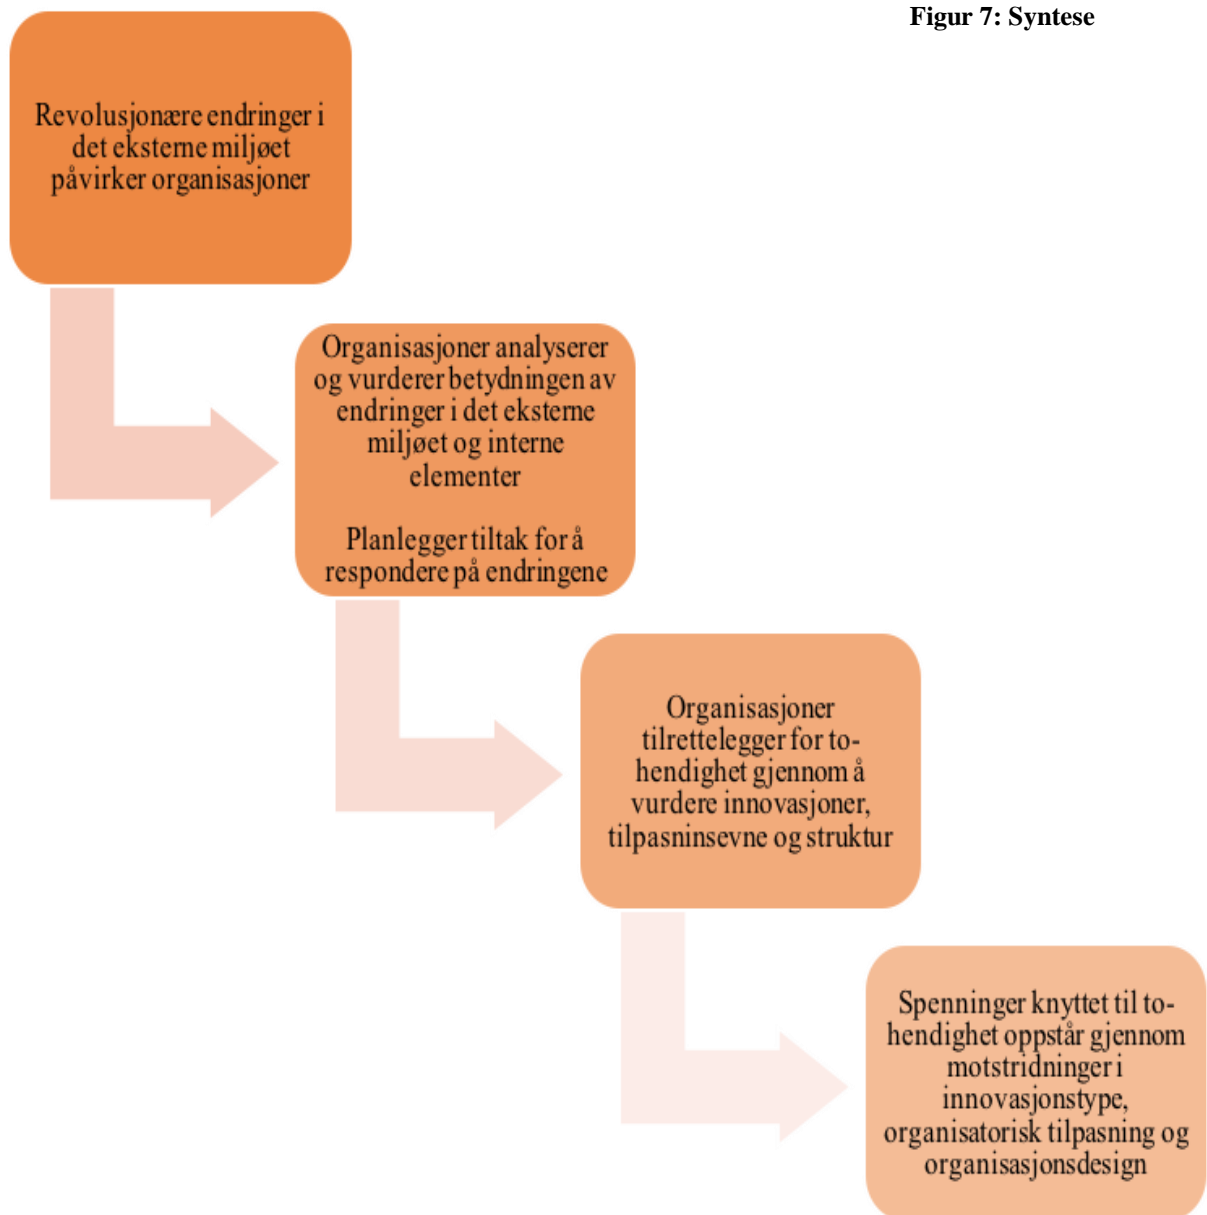 Figur 7: Syntese
Revolusjonære endringer i
det eksterne miljøet
påvirker organisasjoner
Organisasjoner analyserer
og vurderer betydningen av
endringer i det eksterne
miljøet og interne
elementer
Planlegger tiltak for å
respondere på endringene
Organisasjoner
tilrettelegger for to-
hendighet gjennom å
vurdere innovasjoner,
tilpasninsevne og struktur
Spenninger knyttet til to-
hendighet oppstår gjennom
motstridninger i
innovasjonstype,
organisatorisk tilpasning og
organisasjonsdesign